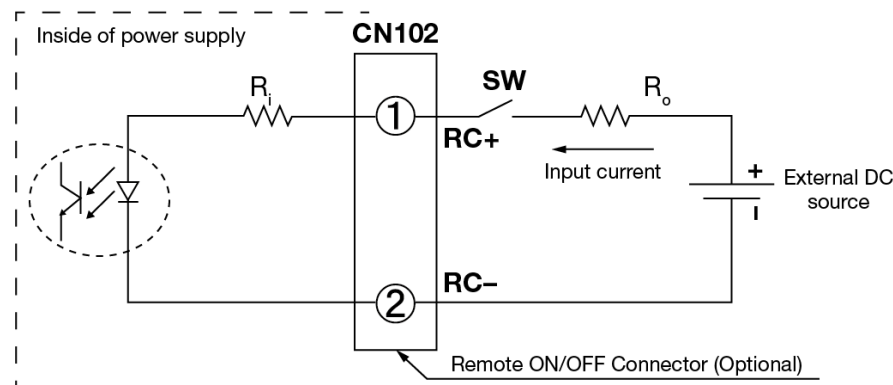 Inside of power supply
CN102
Ri
1
SW
Ro
RC+
Input current
+
External DC
source
2
RC−
Remote ON/OFF Connector (Optional)